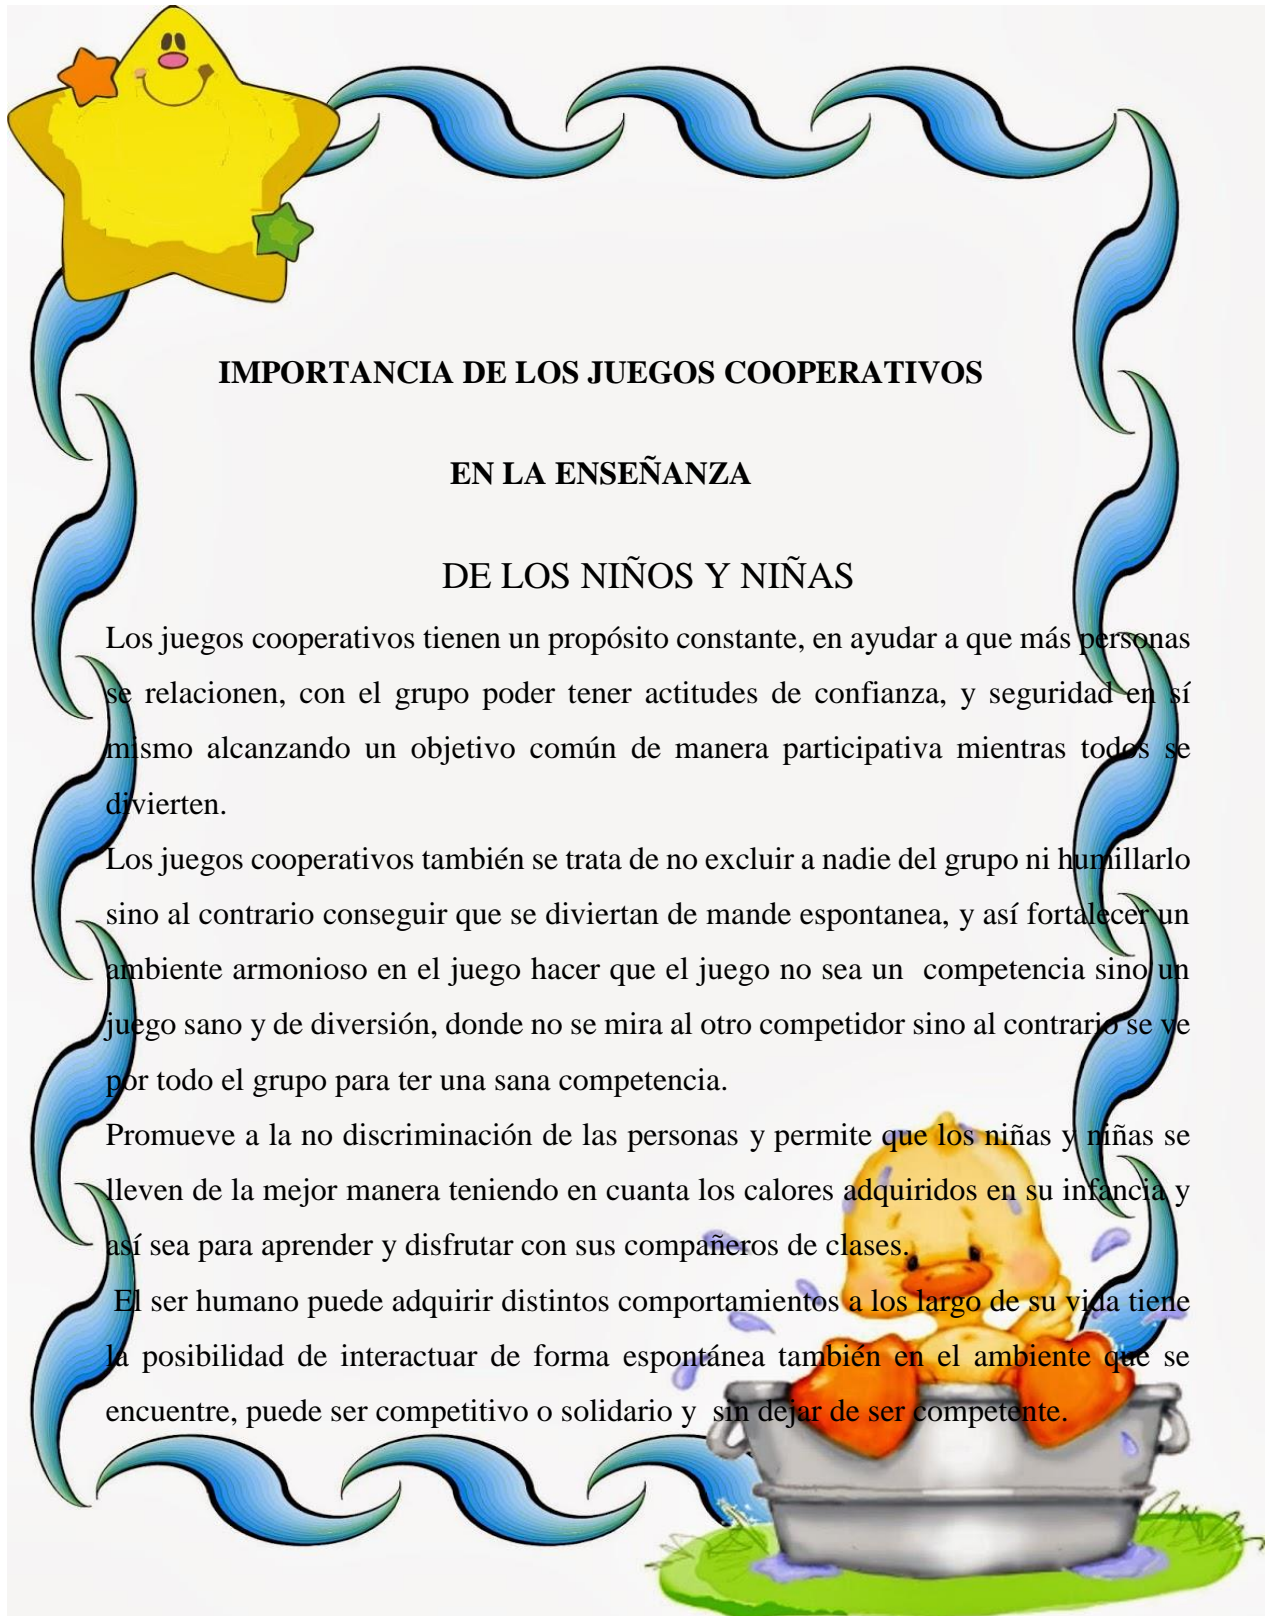 IMPORTANCIA DE LOS JUEGOS COOPERATIVOS
EN LA ENSEÑANZA
DE LOS NIÑOS Y NIÑAS
Los juegos cooperativos tienen un propósito constante, en ayudar a que más personas
se relacionen, con el grupo poder tener actitudes de confianza, y seguridad en sí
mismo alcanzando un objetivo común de manera participativa mientras todos se
divierten.
Los juegos cooperativos también se trata de no excluir a nadie del grupo ni humillarlo
sino al contrario conseguir que se diviertan de mande espontanea, y así fortalecer un
ambiente armonioso en el juego hacer que el juego no sea un  competencia sino un
juego sano y de diversión, donde no se mira al otro competidor sino al contrario se ve
por todo el grupo para ter una sana competencia.
Promueve a la no discriminación de las personas y permite que los niñas y niñas se
lleven de la mejor manera teniendo en cuanta los calores adquiridos en su infancia y
así sea para aprender y disfrutar con sus compañeros de clases.
El ser humano puede adquirir distintos comportamientos a los largo de su vida tiene
la posibilidad de interactuar de forma espontánea también en el ambiente que se
encuentre, puede ser competitivo o solidario y  sin dejar de ser competente.